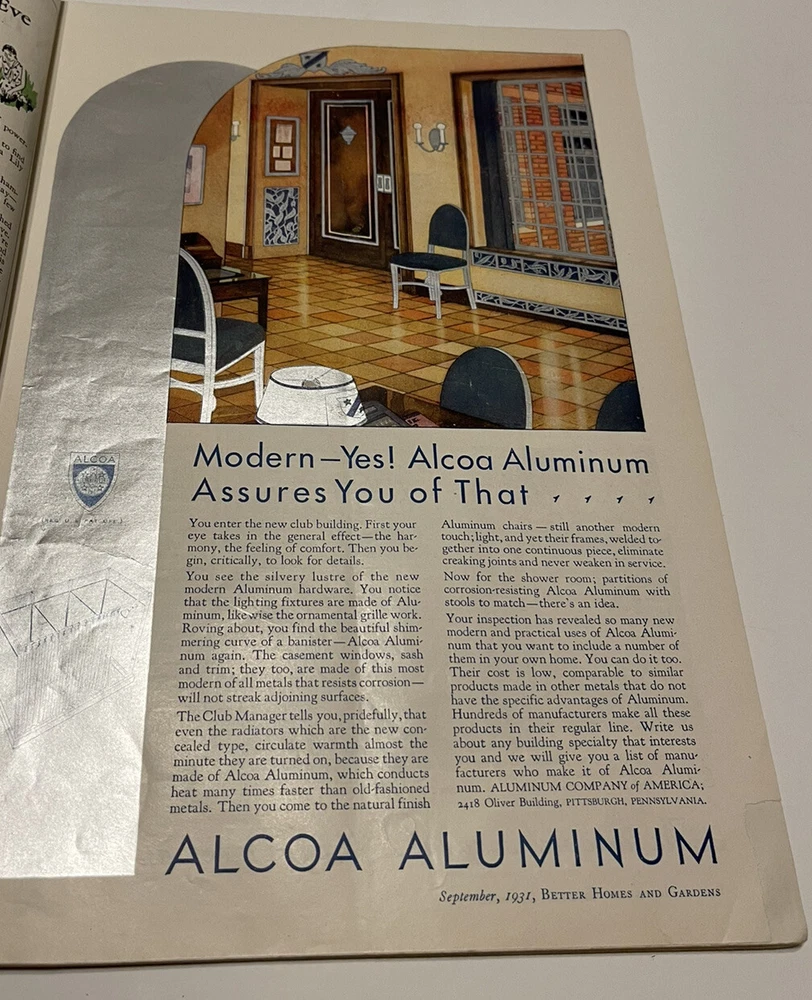 Eve
power.
to find
a Lily
ham.
ay—
few
hed
ve.
re
ed
ds
e
ALCOA
Modern—Yes! Alcoa Aluminum
Assures You of That
You enter the new club building. First your
eye takes in the general effect—the har-
mony, the feeling of comfort. Then you be-
gin, critically, to look for details.
You see the silvery lustre of the new
modern Aluminum hardware. You notice
that the lighting fixtures are made of Alu-
minum, likewise the ornamental grille work.
Roving about, you find the beautiful shim-
mering curve of a banister—Alcoa Alumi-
num again. The casement windows, sash
and trim; they too, are made of this most
modern of all metals that resists corrosion—
will not streak adjoining surfaces.
The Club Manager tells you, pridefully, that
even the radiators which are the new con-
cealed type, circulate warmth almost the
minute they are turned on, because they are
made of Alcoa Aluminum, which conducts
heat many times faster than old-fashioned
metals. Then you come to the natural finish
Aluminum chairs—still another modern
touch; light, and yet their frames, welded to-
gether into one continuous piece, eliminate
creaking joints and never weaken in service.
Now for the shower room; partitions of
corrosion-resisting Alcoa Aluminum with
stools to match—there's an idea.
Your inspection has revealed so many new
modern and practical uses of Alcoa Alumi-
num that you want to include a number of
them in your own home. You can do it too.
Their cost is low, comparable to similar
products made in other metals that do not
have the specific advantages of Aluminum.
Hundreds of manufacturers make all these
products in their regular line. Write us
about any building specialty that interests
you and we will give you a list of manu-
facturers who make it of Alcoa Alumi-
num. ALUMINUM COMPANY of AMERICA;
2418 Oliver Building, PITTSBURGH, PENNSYLVANIA.
ALCOA ALUMINUM
September, 1931, BETTER HOMES AND GARDENS